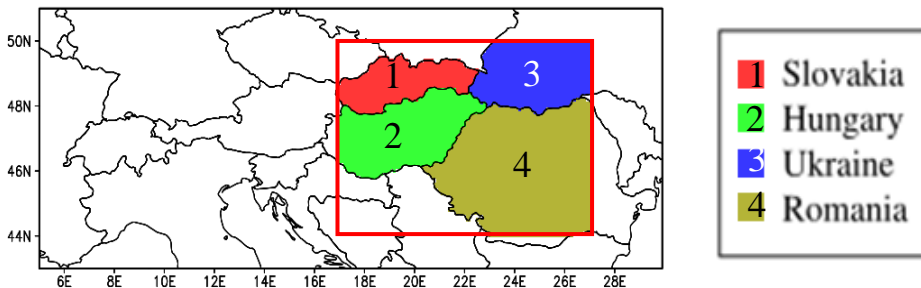 50N
48N
46N
44N
6E 8E 10E 12E 14E 16E 18E 20E 22E 24E 26E 28E
1
2
3
4
1 Slovakia
2 Hungary
3 Ukraine
4 Romania